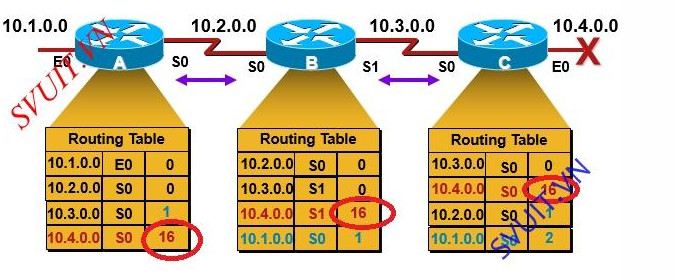 10.1.0.0 10.2.0.0 10.3.0.0 10.4.0.0
E0 A S0 S0 B S1 S0 C E0 X
SVUIT.VN
Routing Table
10.1.0.0 E0 0
10.2.0.0 S0 0
10.3.0.0 S0 1
10.4.0.0 S0 16
Routing Table
10.2.0.0 S0 0
10.3.0.0 S1 0
10.4.0.0 S1 16
10.1.0.0 S0 1
Routing Table
10.3.0.0 S0 0
10.4.0.0 S0 16
10.2.0.0 S0 1
10.1.0.0 S0 2
SVUIT.VN